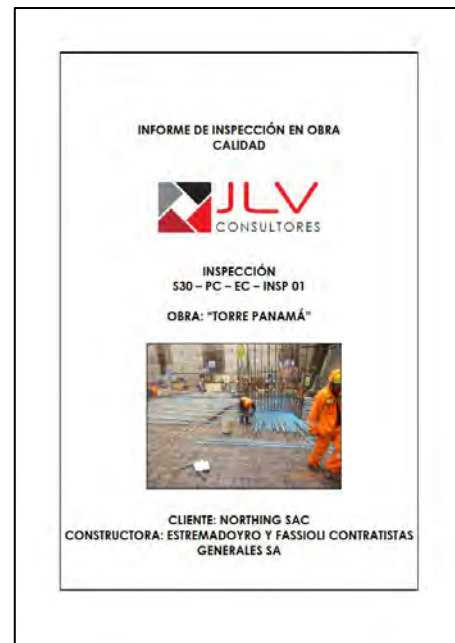 INFORME DE INSPECCIÓN EN OBRA
CALIDAD
JLV
CONSULTORES
INSPECCIÓN
S30 – PC – EC – INSP 01
OBRA: "TORRE PANAMÁ"
CLIENTE: NORTHING SAC
CONSTRUCTORA: ESTREMADOYRO Y FASSIOLI CONTRATISTAS
GENERALES SA